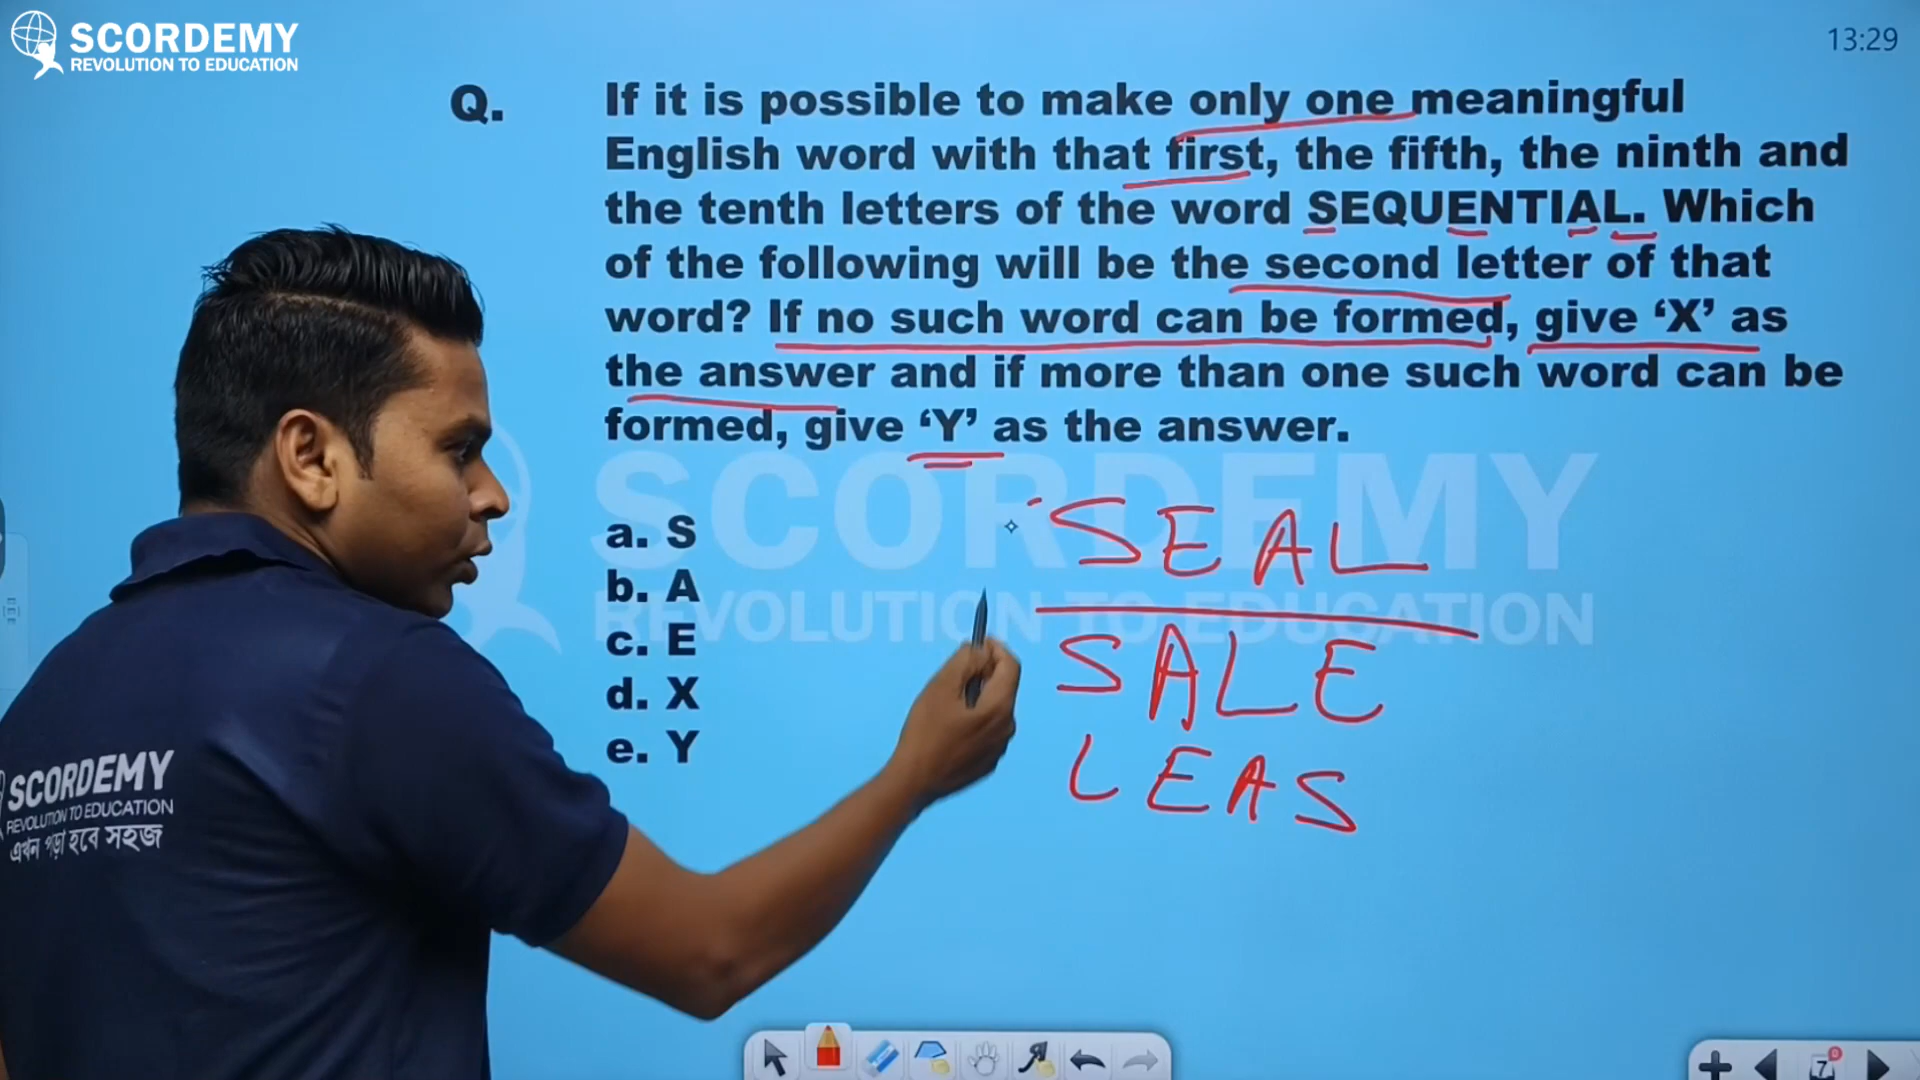 SCORDEMY
REVOLUTION TO EDUCATION
13:29
Q. If it is possible to make only one meaningful
English word with that first, the fifth, the ninth and
the tenth letters of the word SEQUENTIAL. Which
of the following will be the second letter of that
word? If no such word can be formed, give ‘X’ as
the answer and if more than one such word can be
formed, give ‘Y’ as the answer.
SCORDEMY
REVOLUTION TO EDUCATION
a. S
b. A
c. E
d. X
e. Y
SEAL
SALE
LEAS
SCORDEMY
REVOLUTION TO EDUCATION
এখন পড়া হবে সহজ
7